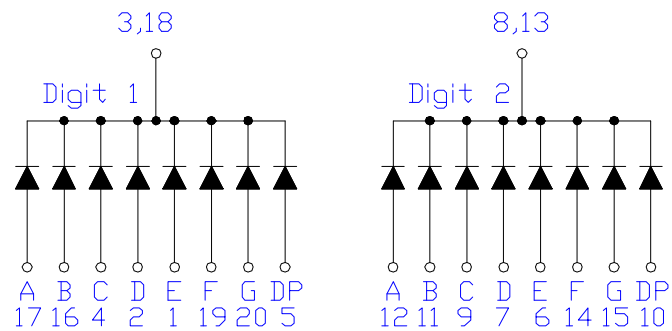 3,18 8,13
Digit 1 Digit 2
A B C D E F G DP A B C D E F G DP
17 16 4 2 1 19 20 5 12 11 9 7 6 14 15 10